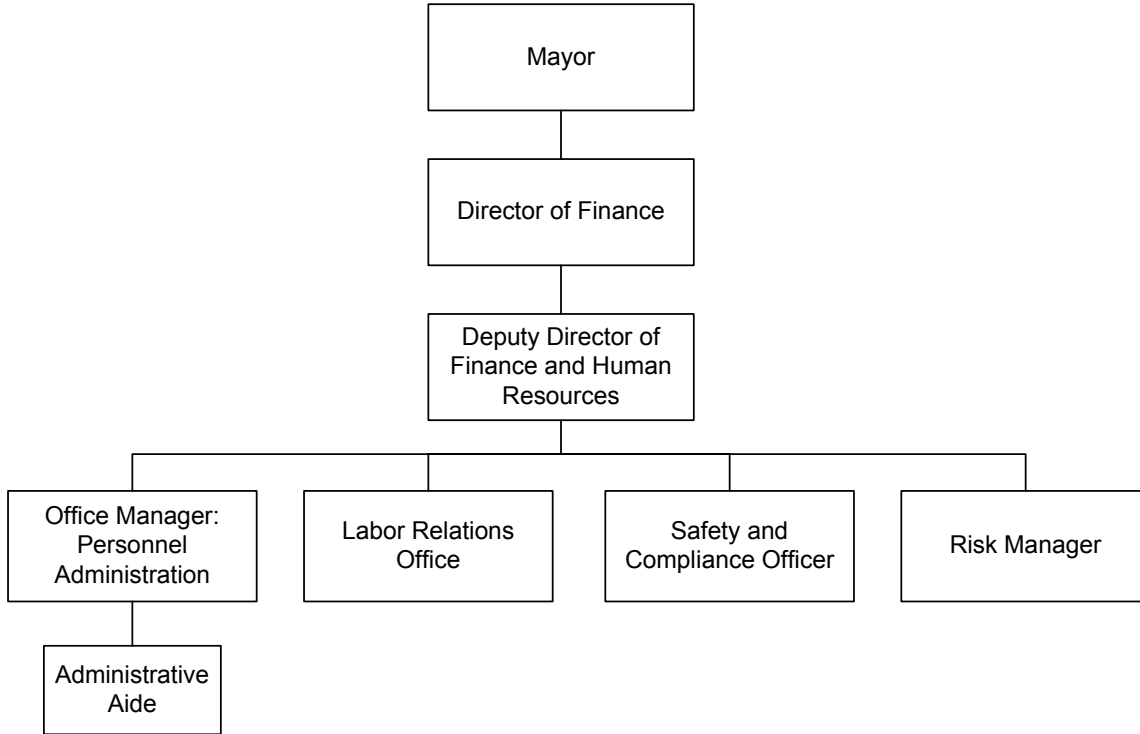 Mayor
Director of Finance
Deputy Director of
Finance and Human
Resources
Office Manager:
Personnel
Administration
Labor Relations
Office
Safety and
Compliance Officer
Risk Manager
Administrative
Aide